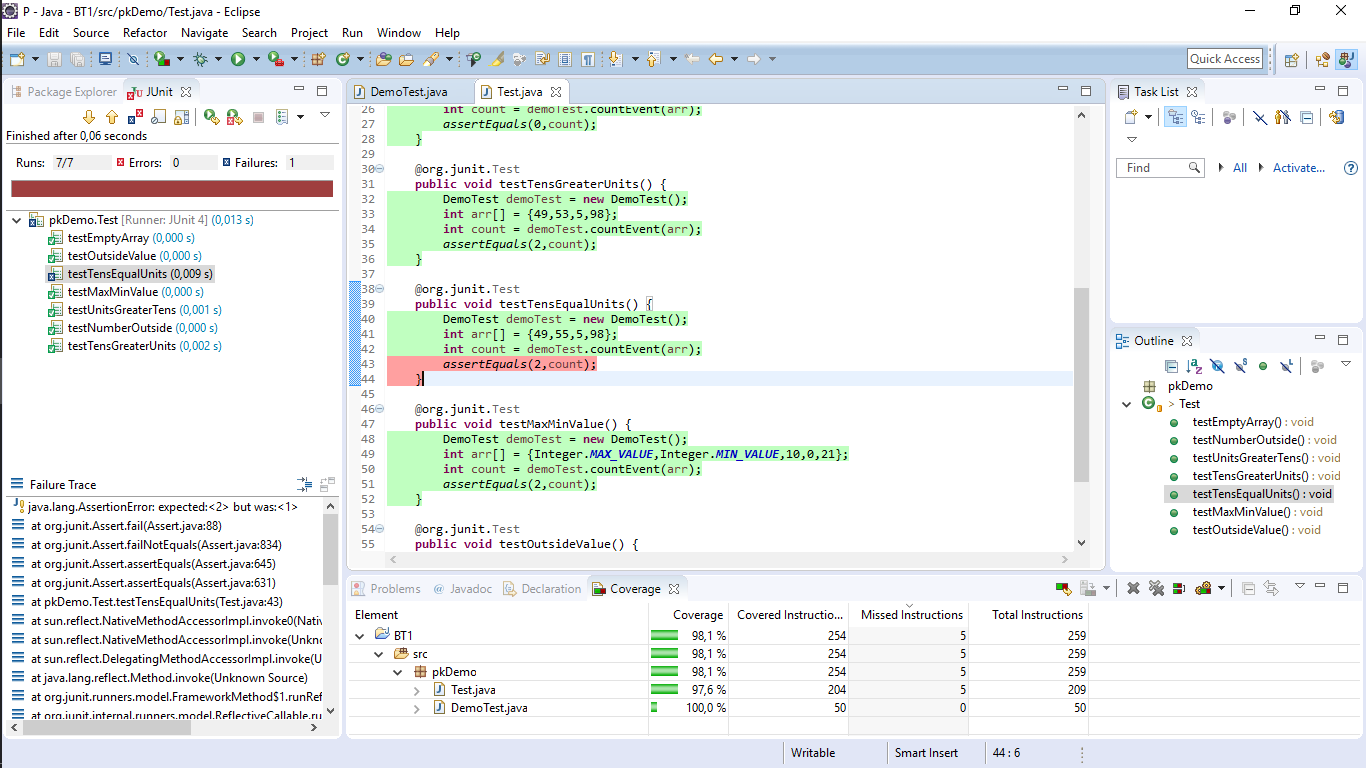 P - Java - BT1/src/pkDemo/Test.java - Eclipse
File Edit Source Refactor Navigate Search Project Run Window Help
Quick Access
Package Explorer JUnit
Finished after 0,06 seconds
Runs: 7/7 Errors: 0 Failures: 1
pkDemo.Test [Runner: JUnit 4] (0,013 s)
testEmptyArray (0,000 s)
testOutsideValue (0,000 s)
testTensEqualUnits (0,009 s)
testMaxMinValue (0,000 s)
testUnitsGreaterTens (0,001 s)
testNumberOutside (0,000 s)
testTensGreaterUnits (0,002 s)
Failure Trace
java.lang.AssertionError: expected:<2> but was:<1>
at org.junit.Assert.fail(Assert.java:88)
at org.junit.Assert.failNotEquals(Assert.java:834)
at org.junit.Assert.assertEquals(Assert.java:645)
at org.junit.Assert.assertEquals(Assert.java:631)
at pkDemo.Test.testTensEqualUnits(Test.java:43)
at sun.reflect.NativeMethodAccessorImpl.invoke0(Nativ
at sun.reflect.NativeMethodAccessorImpl.invoke(Unkno
at sun.reflect.DelegatingMethodAccessorImpl.invoke(U
at java.lang.reflect.Method.invoke(Unknown Source)
at org.junit.runners.model.FrameworkMethod$1.runRef
at org.junit.internal.runners.model.ReflectiveCallable.ru
DemoTest.java Test.java
26 int count = demoTest.countEvent(arr);
27 assertEquals(0,count);
28 }
29
30 @org.junit.Test
31 public void testTensGreaterUnits() {
32 DemoTest demoTest = new DemoTest();
33 int arr[] = {49,53,5,98};
34 int count = demoTest.countEvent(arr);
35 assertEquals(2,count);
36 }
37
38 @org.junit.Test
39 public void testTensEqualUnits() {
40 DemoTest demoTest = new DemoTest();
41 int arr[] = {49,55,5,98};
42 int count = demoTest.countEvent(arr);
43 assertEquals(2,count);
44 }
45
46 @org.junit.Test
47 public void testMaxMinValue() {
48 DemoTest demoTest = new DemoTest();
49 int arr[] = {Integer.MAX_VALUE,Integer.MIN_VALUE,10,0,21};
50 int count = demoTest.countEvent(arr);
51 assertEquals(2,count);
52 }
53
54 @org.junit.Test
55 public void testOutsideValue() {
Task List
Find All Activate...
Outline
pkDemo
> Test
testEmptyArray() : void
testNumberOutside() : void
testUnitsGreaterTens() : void
testTensGreaterUnits() : void
testTensEqualUnits() : void
testMaxMinValue() : void
testOutsideValue() : void
Problems @ Javadoc Declaration Coverage
Element Coverage Covered Instructio... Missed Instructions Total Instructions
BT1 98,1 % 254 5 259
src 98,1 % 254 5 259
pkDemo 98,1 % 254 5 259
Test.java 97,6 % 204 5 209
DemoTest.java 100,0 % 50 0 50
Writable Smart Insert 44 : 6